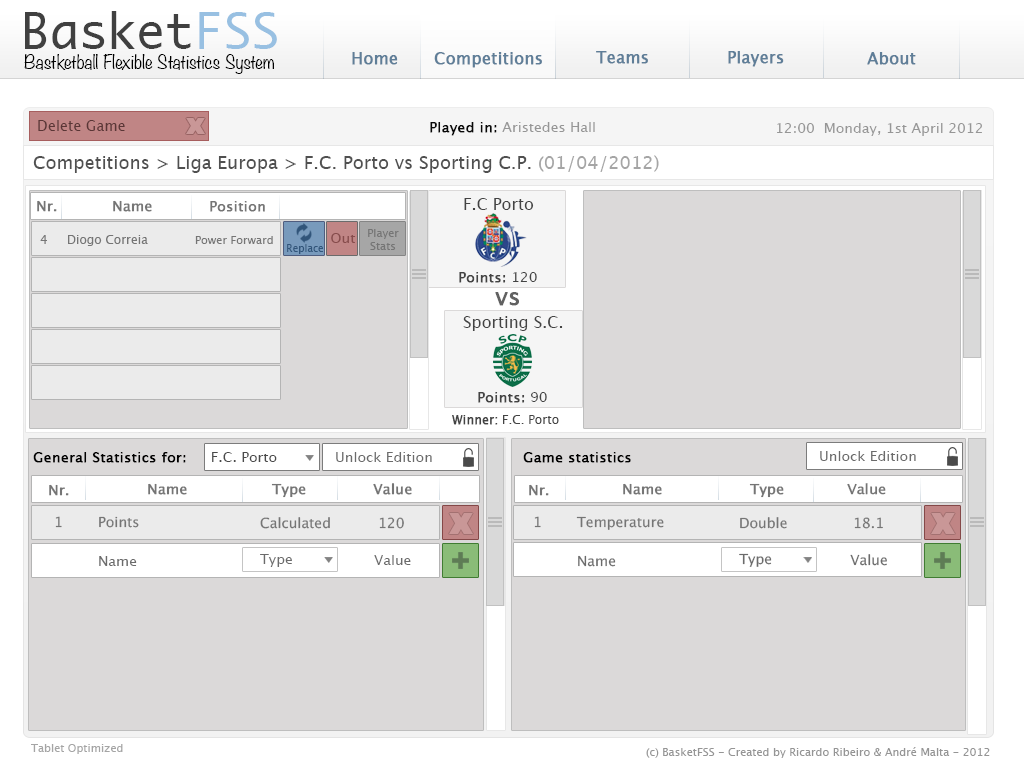 BasketFSS
Bastketball Flexible Statistics System
Home Competitions Teams Players About
Delete Game
Played in: Aristedes Hall
12:00 Monday, 1st April 2012
Competitions > Liga Europa > F.C. Porto vs Sporting C.P. (01/04/2012)
Nr. Name Position
4 Diogo Correia Power Forward Replace Out Player Stats
F.C Porto
Points: 120
VS
Sporting S.C.
SCP
SPORTING
PORTUGAL
Points: 90
Winner: F.C. Porto
General Statistics for: F.C. Porto Unlock Edition
Nr. Name Type Value
1 Points Calculated 120
Name Type Value
Game statistics Unlock Edition
Nr. Name Type Value
1 Temperature Double 18.1
Name Type Value
Tablet Optimized
(c) BasketFSS – Created by Ricardo Ribeiro & André Malta – 2012